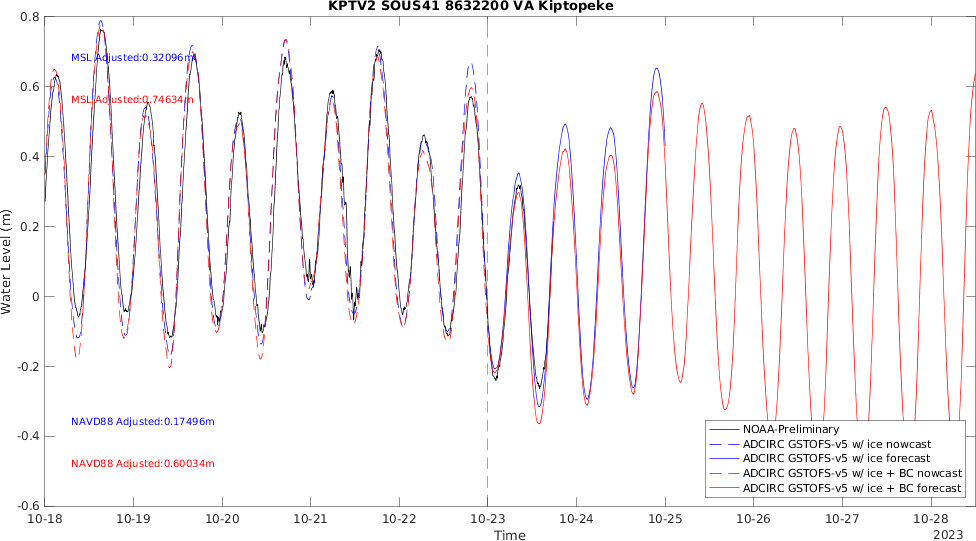 KPTV2 SOUS41 8632200 VA Kiptopeke
0.8
0.6
0.4
0.2
0
-0.2
-0.4
-0.6
Water Level (m)
MSL Adjusted:0.32096m
MSL Adjusted:0.74634m
NAVD88 Adjusted:0.17496m
NAVD88 Adjusted:0.60034m
NOAA-Preliminary
ADCIRC GSTOFS-v5 w/ ice nowcast
ADCIRC GSTOFS-v5 w/ ice forecast
ADCIRC GSTOFS-v5 w/ ice + BC nowcast
ADCIRC GSTOFS-v5 w/ ice + BC forecast
10-18 10-19 10-20 10-21 10-22 10-23 10-24 10-25 10-26 10-27 10-28
Time
2023